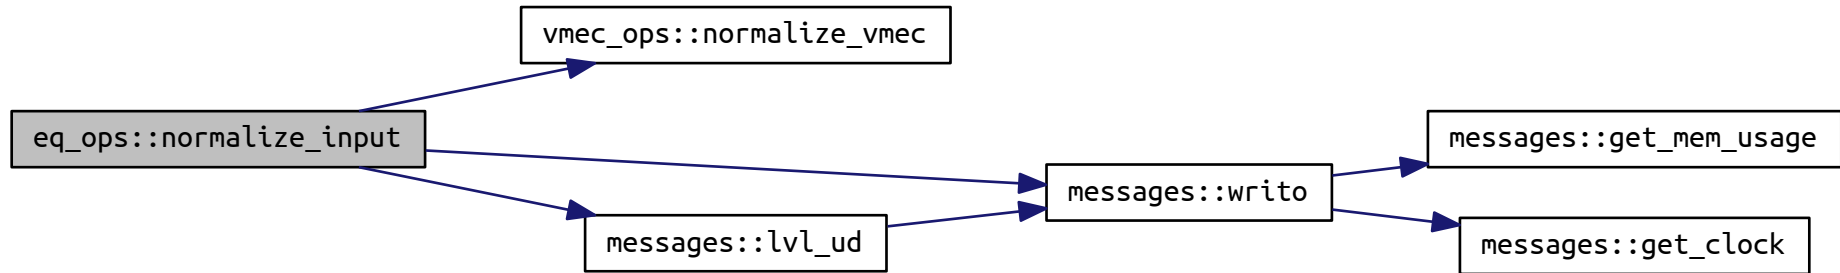 vmec_ops::normalize_vmec
eq_ops::normalize_input
messages::get_mem_usage
messages::writo
messages::lvl_ud
messages::get_clock